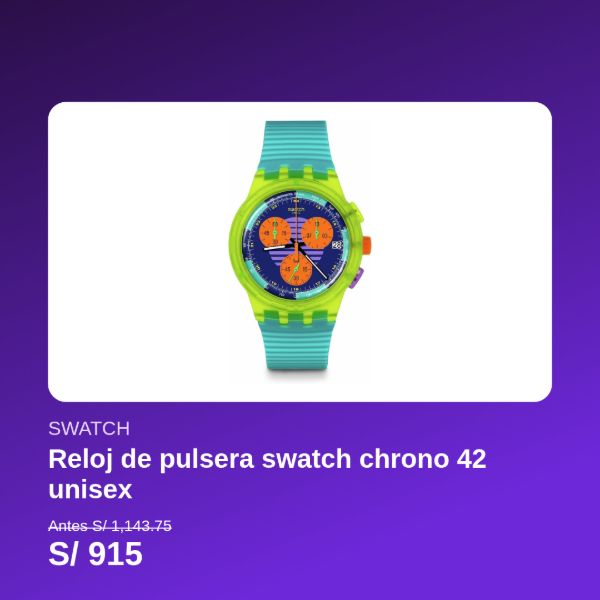 SWATCH
Reloj de pulsera swatch chrono 42
unisex
Antes S/ 1,143.75
S/ 915